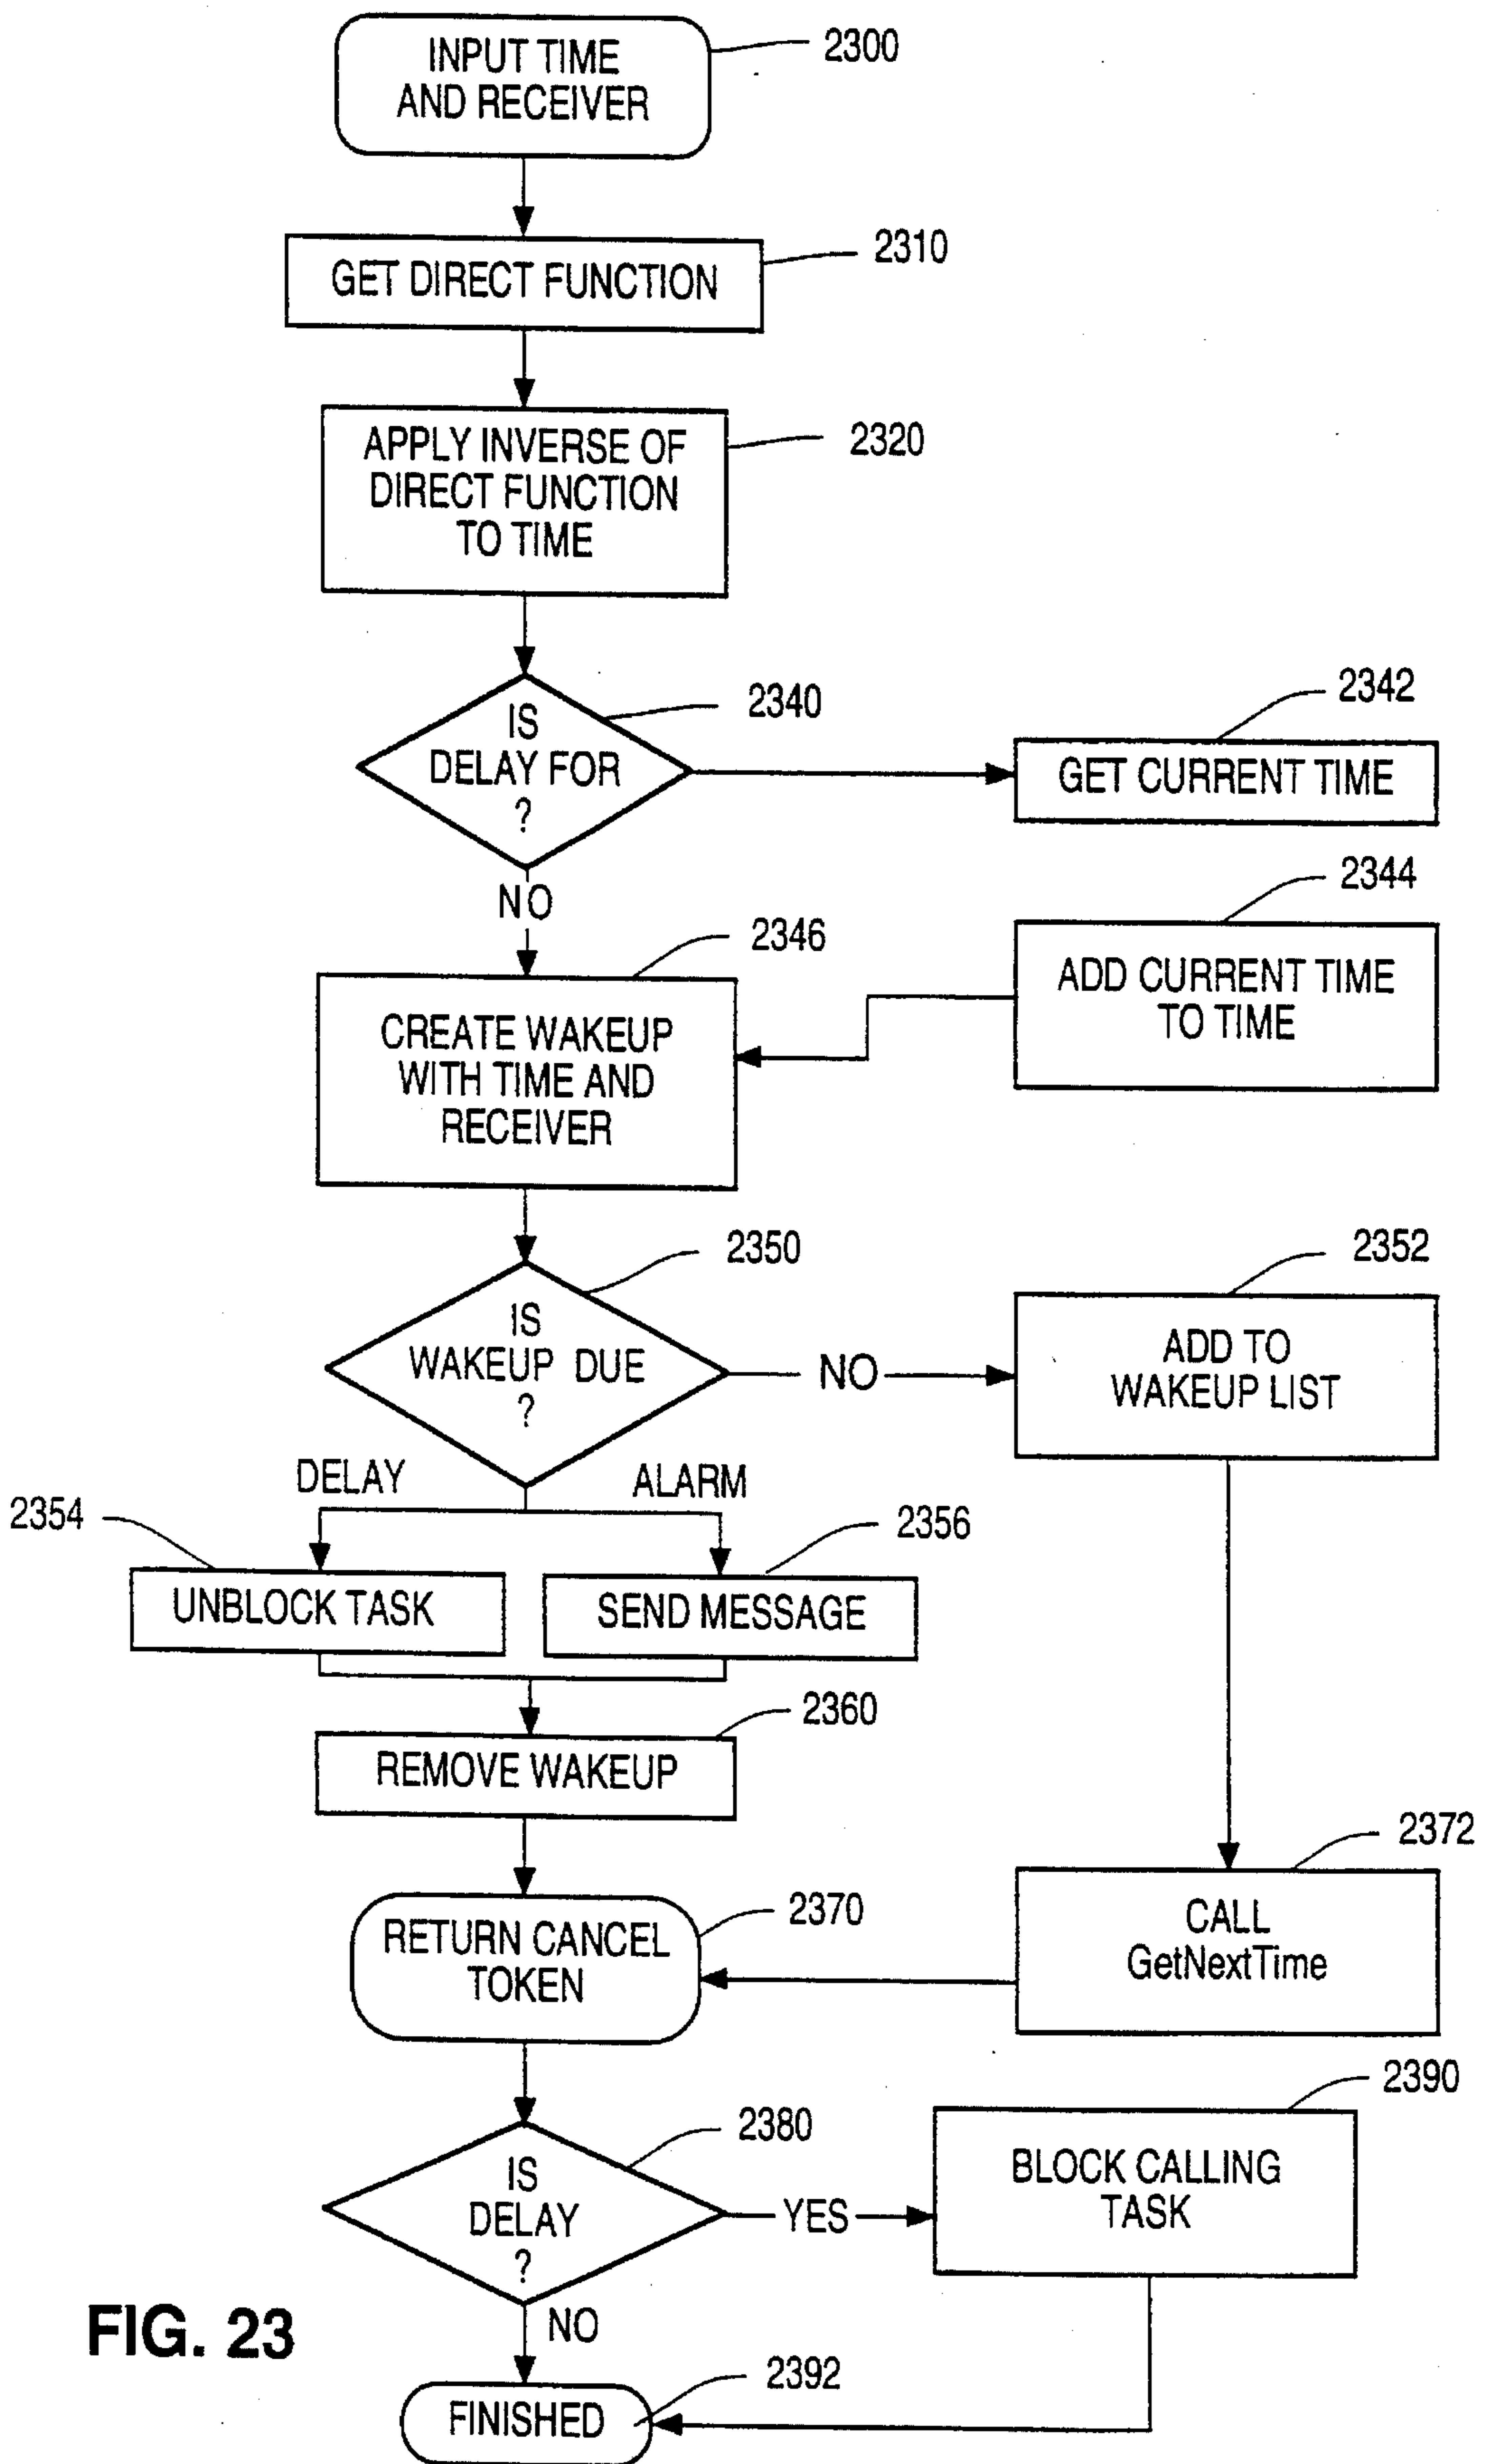 INPUT TIME
AND RECEIVER
2300
GET DIRECT FUNCTION
2310
APPLY INVERSE OF
DIRECT FUNCTION
TO TIME
2320
IS
DELAY FOR
?
2340
2342
GET CURRENT TIME
NO
2344
ADD CURRENT TIME
TO TIME
2346
CREATE WAKEUP
WITH TIME AND
RECEIVER
2350
IS
WAKEUP DUE
?
NO
2352
ADD TO
WAKEUP LIST
DELAY
ALARM
2354
2356
UNBLOCK TASK
SEND MESSAGE
2360
REMOVE WAKEUP
2370
RETURN CANCEL
TOKEN
2372
CALL
GetNextTime
2380
IS
DELAY
?
YES
2390
BLOCK CALLING
TASK
NO
FIG. 23
2392
FINISHED